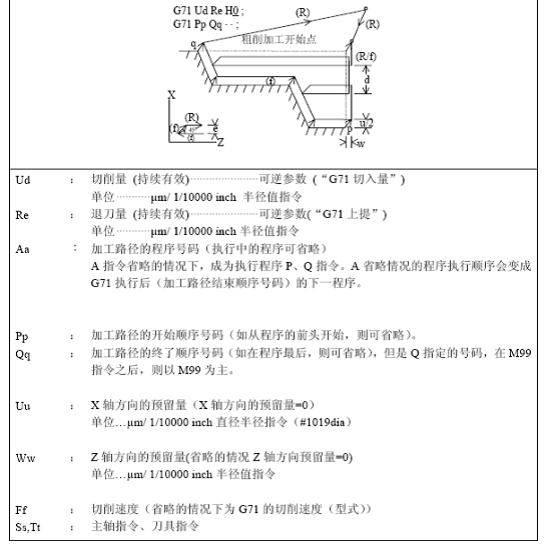 G71 Ud Re H0 ;
G71 Pp Qq ·· ;
(R)
(R)
q
粗削加工开始点
(R/f)
d
(f)
X
(R)
(f)
e
Z
u/2
p
w
Ud : 切削量 (持续有效)····················可逆参数 (“G71 切入量”)
单位··········μm/ 1/10000 inch 半径值指令
Re : 退刀量 (持续有效)····················可逆参数(“G71 上提”)
单位··········μm/ 1/10000 inch 半径值指令
Aa : 加工路径的程序号码（执行中的程序可省略）
A 指令省略的情况下，成为执行程序 P、Q 指令。A 省略情况的程序执行顺序会变成
G71 执行后（加工路径结束顺序号码）的下一程序。
Pp : 加工路径的开始顺序号码（如从程序的前头开始，则可省略）。
Qq : 加工路径的终了顺序号码（如在程序最后，则可省略），但是 Q 指定的号码，在 M99
指令之后，则以 M99 为主。
Uu : X 轴方向的预留量（X 轴方向的预留量=0）
单位…μm/ 1/10000 inch 直径半径指令（#1019dia）
Ww : Z 轴方向的预留量(省略的情况 Z 轴方向预留量=0)
单位…μm/ 1/10000 inch 半径值指令
Ff : 切削速度（省略的情况下为 G71 的切削速度（型式））
Ss,Tt : 主轴指令、刀具指令